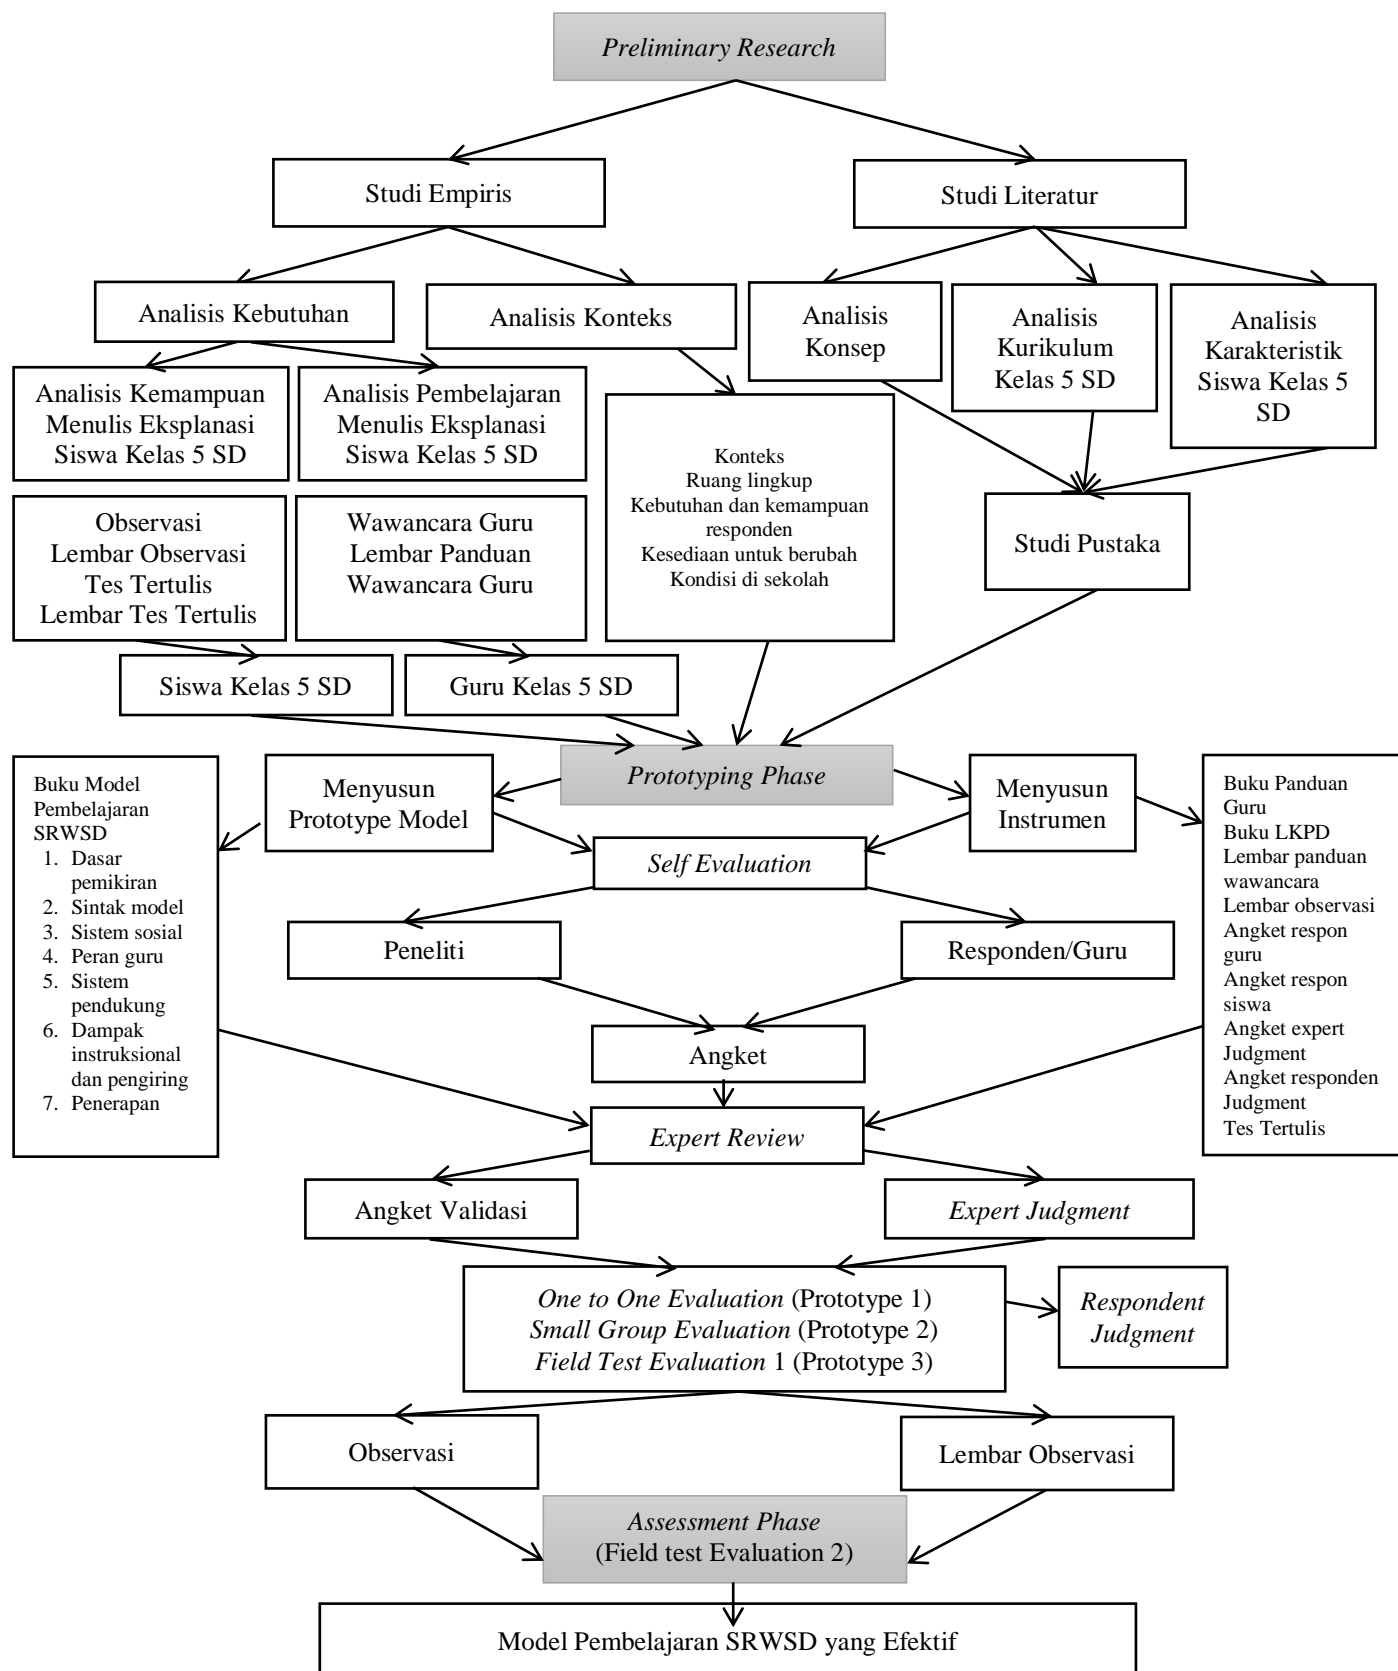 Preliminary Research
Studi Empiris
Studi Literatur
Analisis Kebutuhan
Analisis Konteks
Analisis
Konsep
Analisis
Kurikulum
Kelas 5 SD
Analisis
Karakteristik
Siswa Kelas 5
SD
Analisis Kemampuan
Menulis Eksplanasi
Siswa Kelas 5 SD
Analisis Pembelajaran
Menulis Eksplanasi
Siswa Kelas 5 SD
Konteks
Ruang lingkup
Kebutuhan dan kemampuan
responden
Kesediaan untuk berubah
Kondisi di sekolah
Observasi
Lembar Observasi
Tes Tertulis
Lembar Tes Tertulis
Wawancara Guru
Lembar Panduan
Wawancara Guru
Studi Pustaka
Siswa Kelas 5 SD
Guru Kelas 5 SD
Prototyping Phase
Buku Model
Pembelajaran
SRWSD
1. Dasar
pemikiran
2. Sintak model
3. Sistem sosial
4. Peran guru
5. Sistem
pendukung
6. Dampak
instruksional
dan pengiring
7. Penerapan
Menyusun
Prototype Model
Menyusun
Instrumen
Buku Panduan
Guru
Buku LKPD
Lembar panduan
wawancara
Lembar observasi
Angket respon
guru
Angket respon
siswa
Angket expert
Judgment
Angket responden
Judgment
Tes Tertulis
Self Evaluation
Peneliti
Responden/Guru
Angket
Expert Review
Angket Validasi
Expert Judgment
One to One Evaluation (Prototype 1)
Small Group Evaluation (Prototype 2)
Field Test Evaluation 1 (Prototype 3)
Respondent
Judgment
Observasi
Lembar Observasi
Assessment Phase
(Field test Evaluation 2)
Model Pembelajaran SRWSD yang Efektif